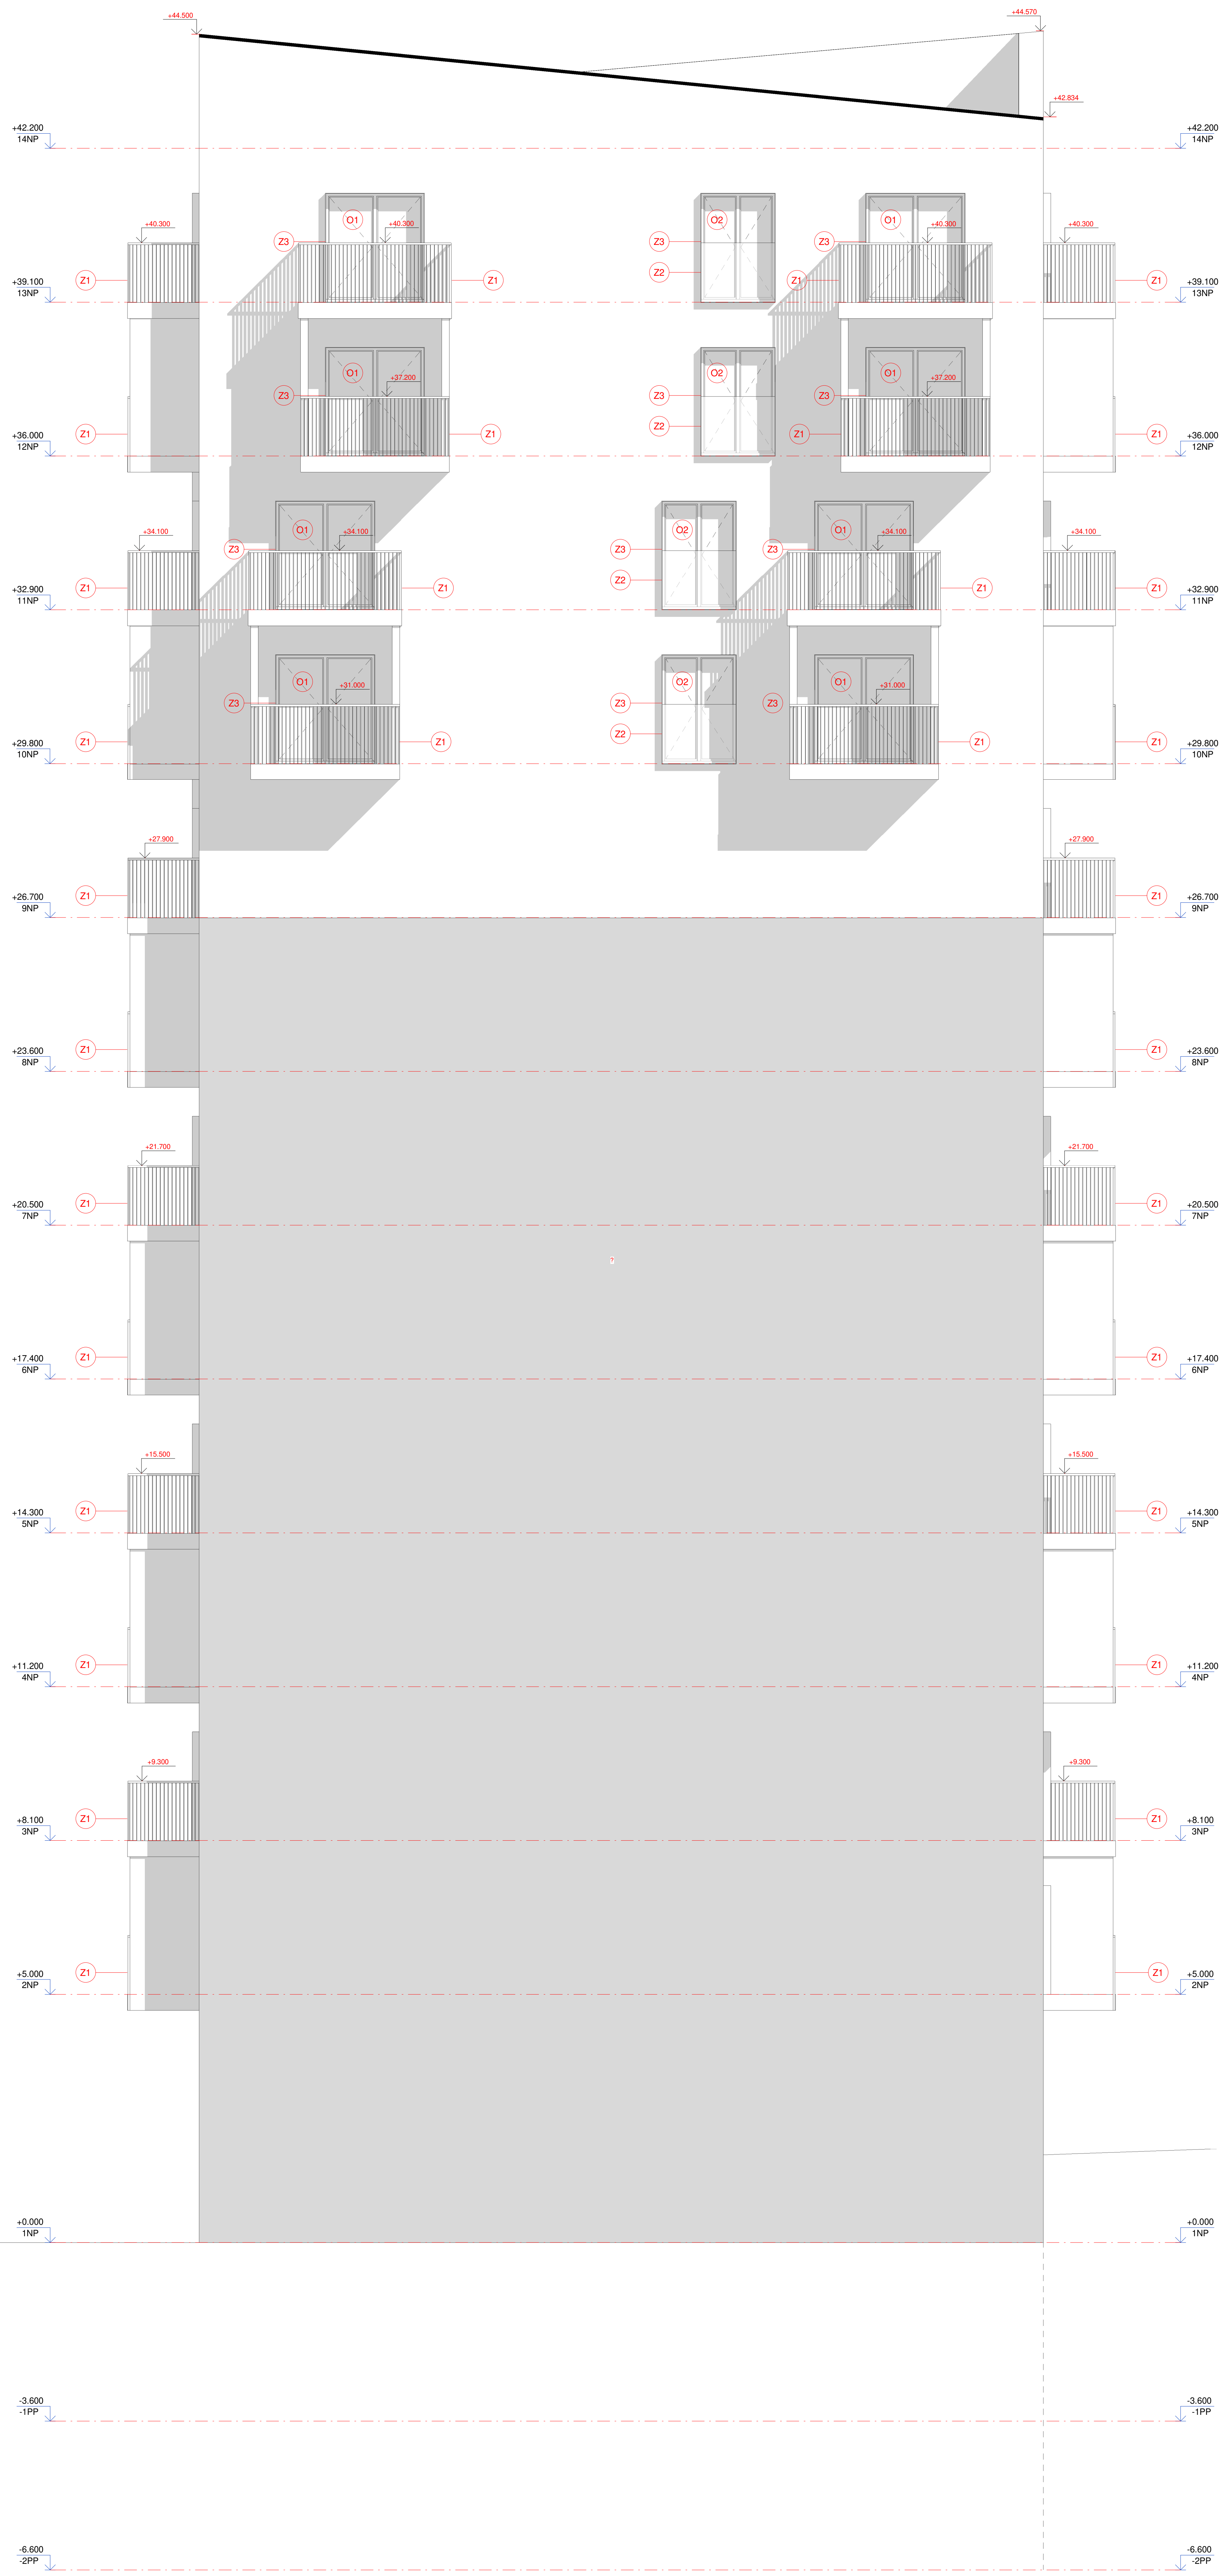 +44.500
+44.570
+42.834
+42.200
14NP
+42.200
14NP
O1
O2
O1
+40.300
+40.300
+40.300
+40.300
Z3
Z3
Z3
Z2
Z1
Z1
Z1
Z1
+39.100
13NP
+39.100
13NP
O1
O2
O1
+37.200
+37.200
Z3
Z3
Z3
Z2
Z1
Z1
Z1
Z1
+36.000
12NP
+36.000
12NP
O1
O2
O1
+34.100
+34.100
+34.100
+34.100
Z3
Z3
Z3
Z2
Z1
Z1
Z1
Z1
+32.900
11NP
+32.900
11NP
O1
O2
O1
+31.000
+31.000
Z3
Z3
Z3
Z2
Z1
Z1
Z1
Z1
+29.800
10NP
+29.800
10NP
+27.900
+27.900
Z1
Z1
+26.700
9NP
+26.700
9NP
Z1
Z1
+23.600
8NP
+23.600
8NP
+21.700
+21.700
Z1
Z1
+20.500
7NP
+20.500
7NP
Z1
Z1
+17.400
6NP
+17.400
6NP
+15.500
+15.500
Z1
Z1
+14.300
5NP
+14.300
5NP
Z1
Z1
+11.200
4NP
+11.200
4NP
+9.300
+9.300
Z1
Z1
+8.100
3NP
+8.100
3NP
Z1
Z1
+5.000
2NP
+5.000
2NP
+0.000
1NP
+0.000
1NP
-3.600
-1PP
-3.600
-1PP
-6.600
-2PP
-6.600
-2PP